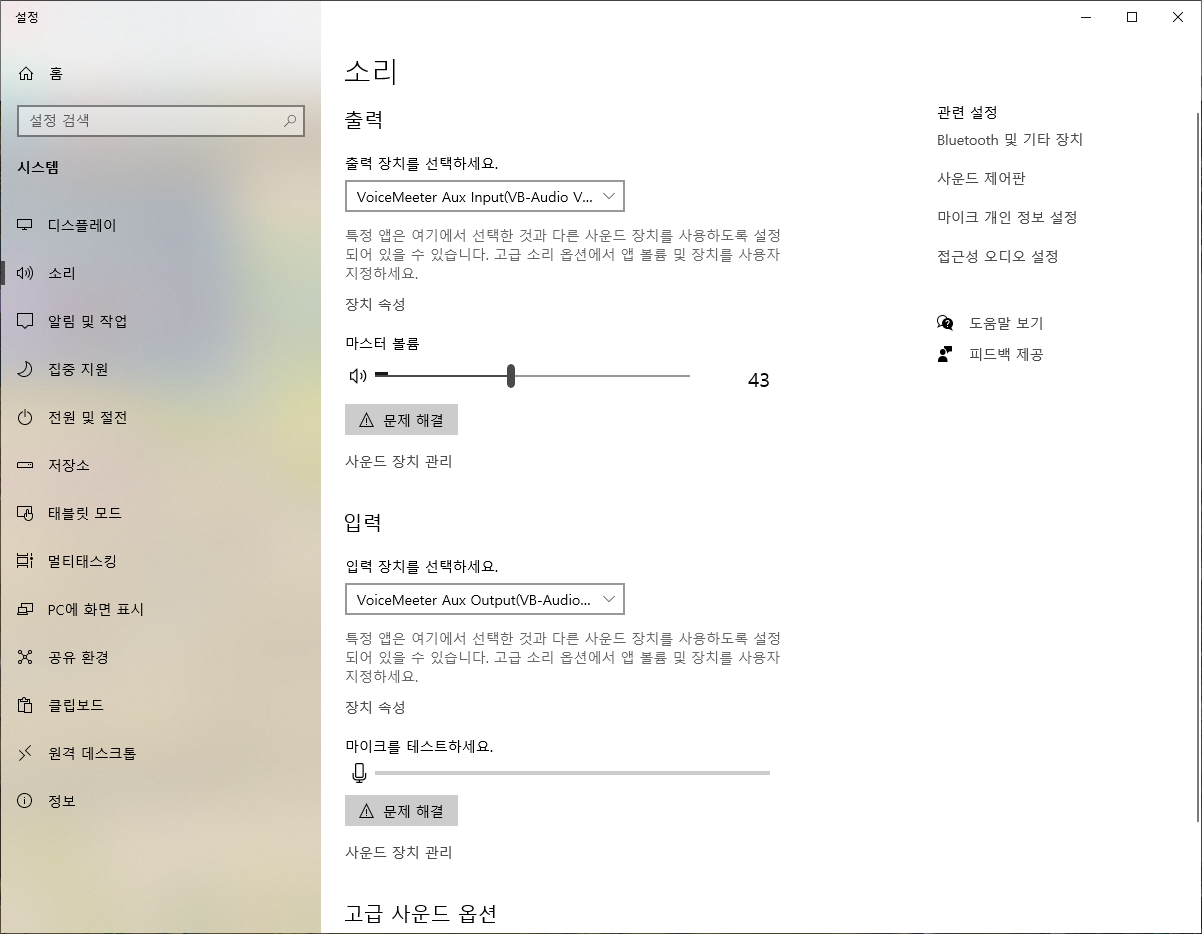 설정
홈
설정 검색
시스템
디스플레이
소리
알림 및 작업
집중 지원
전원 및 절전
저장소
태블릿 모드
멀티태스킹
PC에 화면 표시
공유 환경
클립보드
원격 데스크톱
정보
소리
출력
출력 장치를 선택하세요.
VoiceMeeter Aux Input(VB-Audio V...
특정 앱은 여기에서 선택한 것과 다른 사운드 장치를 사용하도록 설정
되어 있을 수 있습니다. 고급 소리 옵션에서 앱 볼륨 및 장치를 사용자
지정하세요.
장치 속성
마스터 볼륨
43
문제 해결
사운드 장치 관리
입력
입력 장치를 선택하세요.
VoiceMeeter Aux Output(VB-Audio...
특정 앱은 여기에서 선택한 것과 다른 사운드 장치를 사용하도록 설정
되어 있을 수 있습니다. 고급 소리 옵션에서 앱 볼륨 및 장치를 사용자
지정하세요.
장치 속성
마이크를 테스트하세요.
문제 해결
사운드 장치 관리
고급 사운드 옵션
관련 설정
Bluetooth 및 기타 장치
사운드 제어판
마이크 개인 정보 설정
접근성 오디오 설정
도움말 보기
피드백 제공